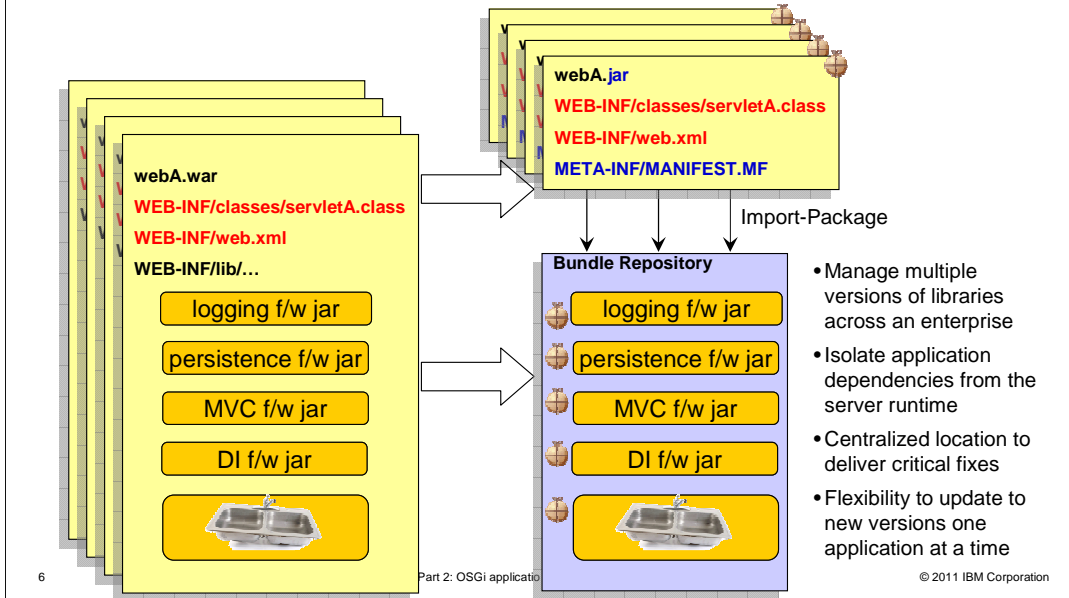 webA.war
WEB-INF/classes/servletA.class
WEB-INF/web.xml
WEB-INF/lib/…
logging f/w jar
persistence f/w jar
MVC f/w jar
DI f/w jar
webA.jar
WEB-INF/classes/servletA.class
WEB-INF/web.xml
META-INF/MANIFEST.MF
Import-Package
Bundle Repository
logging f/w jar
persistence f/w jar
MVC f/w jar
DI f/w jar
•Manage multiple
versions of libraries
across an enterprise
•Isolate application
dependencies from the
server runtime
•Centralized location to
deliver critical fixes
•Flexibility to update to
new versions one
application at a time
6
Part 2: OSGi
© 2011 IBM Corporation